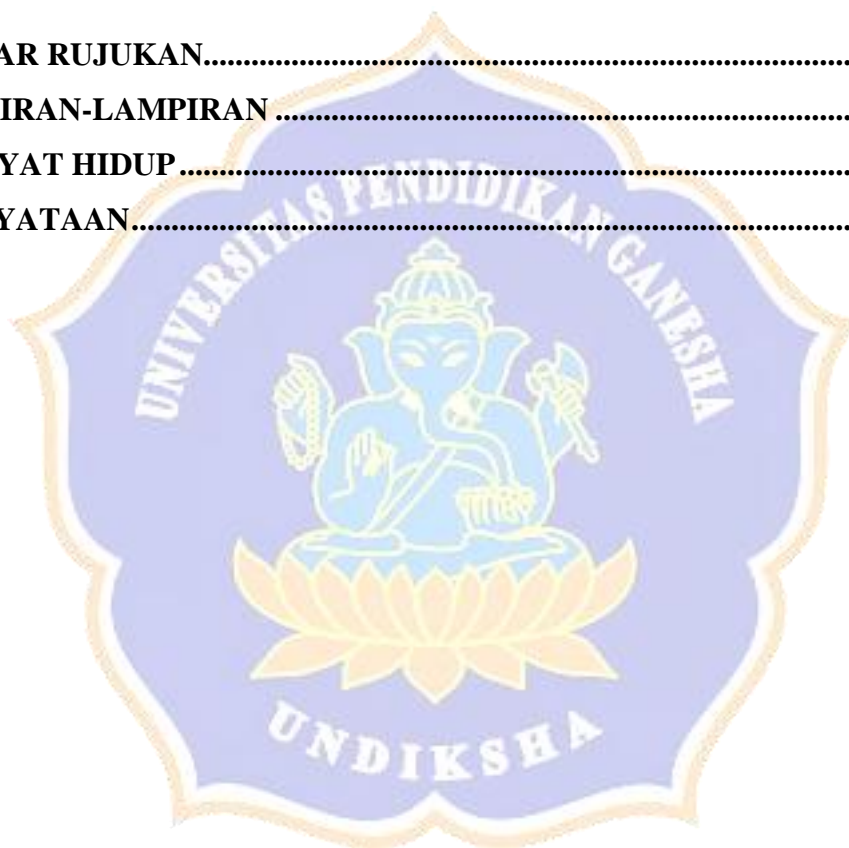 AR RUJUKAN....................................................................................
IRAN-LAMPIRAN ..........................................................................
YAT HIDUP.......................................................................................
YATAAN.............................................................................................
UNIVERSITAS PENDIDIKAN GANESHA
UNDIKSHA